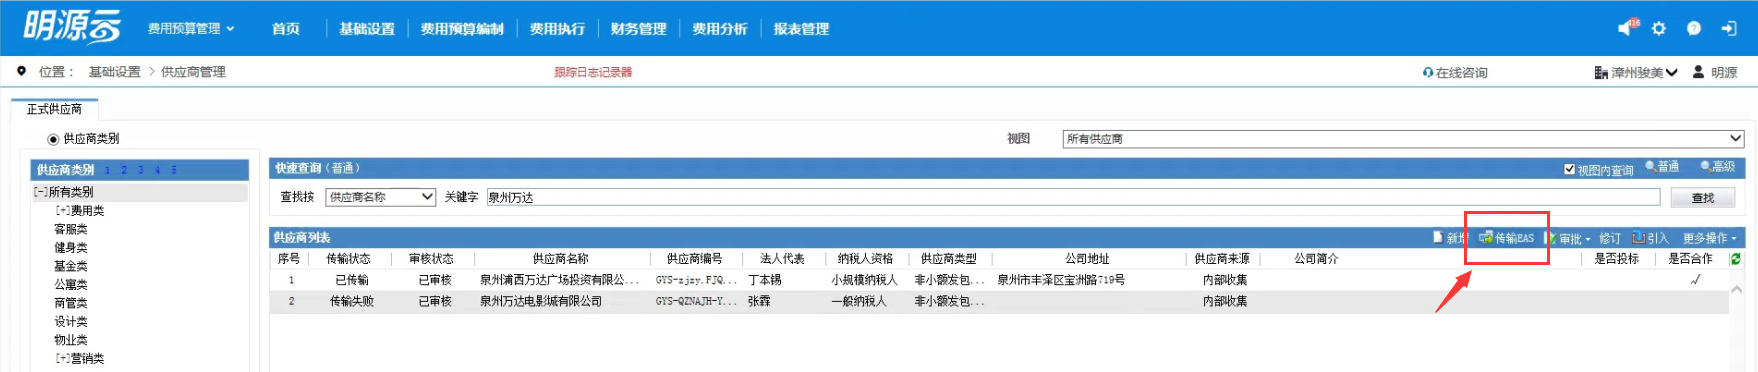 明源云 费用预算管理 首页 基础设置 费用预算编制 费用执行 财务管理 费用分析 报表管理
位置： 基础设置 > 供应商管理 跟踪日志记录器 在线咨询 漳州骏美 明源
正式供应商
供应商类别 视图 所有供应商
供应商类别 1 2 3 4 5 快速查询（普通） 视图内查询 普通 高级
[-]所有类别 查找按 供应商名称 关键字 泉州万达 查找
[+]费用类
客服类 供应商列表 新增 传输EAS 审批 修订 引入 更多操作
健身类 序号 传输状态 审核状态 供应商名称 供应商编号 法人代表 纳税人资格 供应商类型 公司地址 供应商来源 公司简介 是否投标 是否合作
基金类 1 已传输 已审核 泉州浦西万达广场投资有限公... GYS-zjzy.FJQ... 丁本锡 小规模纳税人 非小额发包... 泉州市丰泽区宝洲路719号 内部收集 √
公寓类 2 传输失败 已审核 泉州万达电影城有限公司 GYS-QZNAJH-Y... 张霖 一般纳税人 非小额发包... 内部收集
商管类
设计类
物业类
[+]营销类